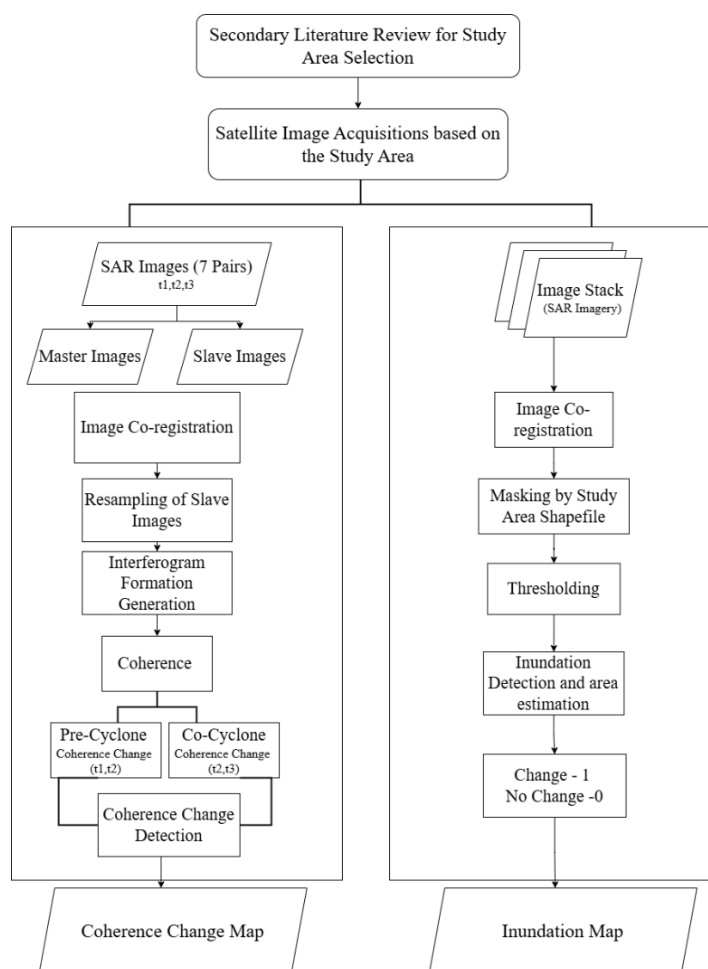 Secondary Literature Review for Study
Area Selection
Satellite Image Acquisitions based on
the Study Area
SAR Images (7 Pairs)
t1,t2,t3
Master Images
Slave Images
Image Co-registration
Resampling of Slave
Images
Interferogram
Formation
Generation
Coherence
Pre-Cyclone
Coherence Change
(t1,t2)
Co-Cyclone
Coherence Change
(t2,t3)
Coherence Change
Detection
Coherence Change Map
Image Stack
(SAR Imagery)
Image Co-
registration
Masking by Study
Area Shapefile
Thresholding
Inundation
Detection and area
estimation
Change - 1
No Change -0
Inundation Map